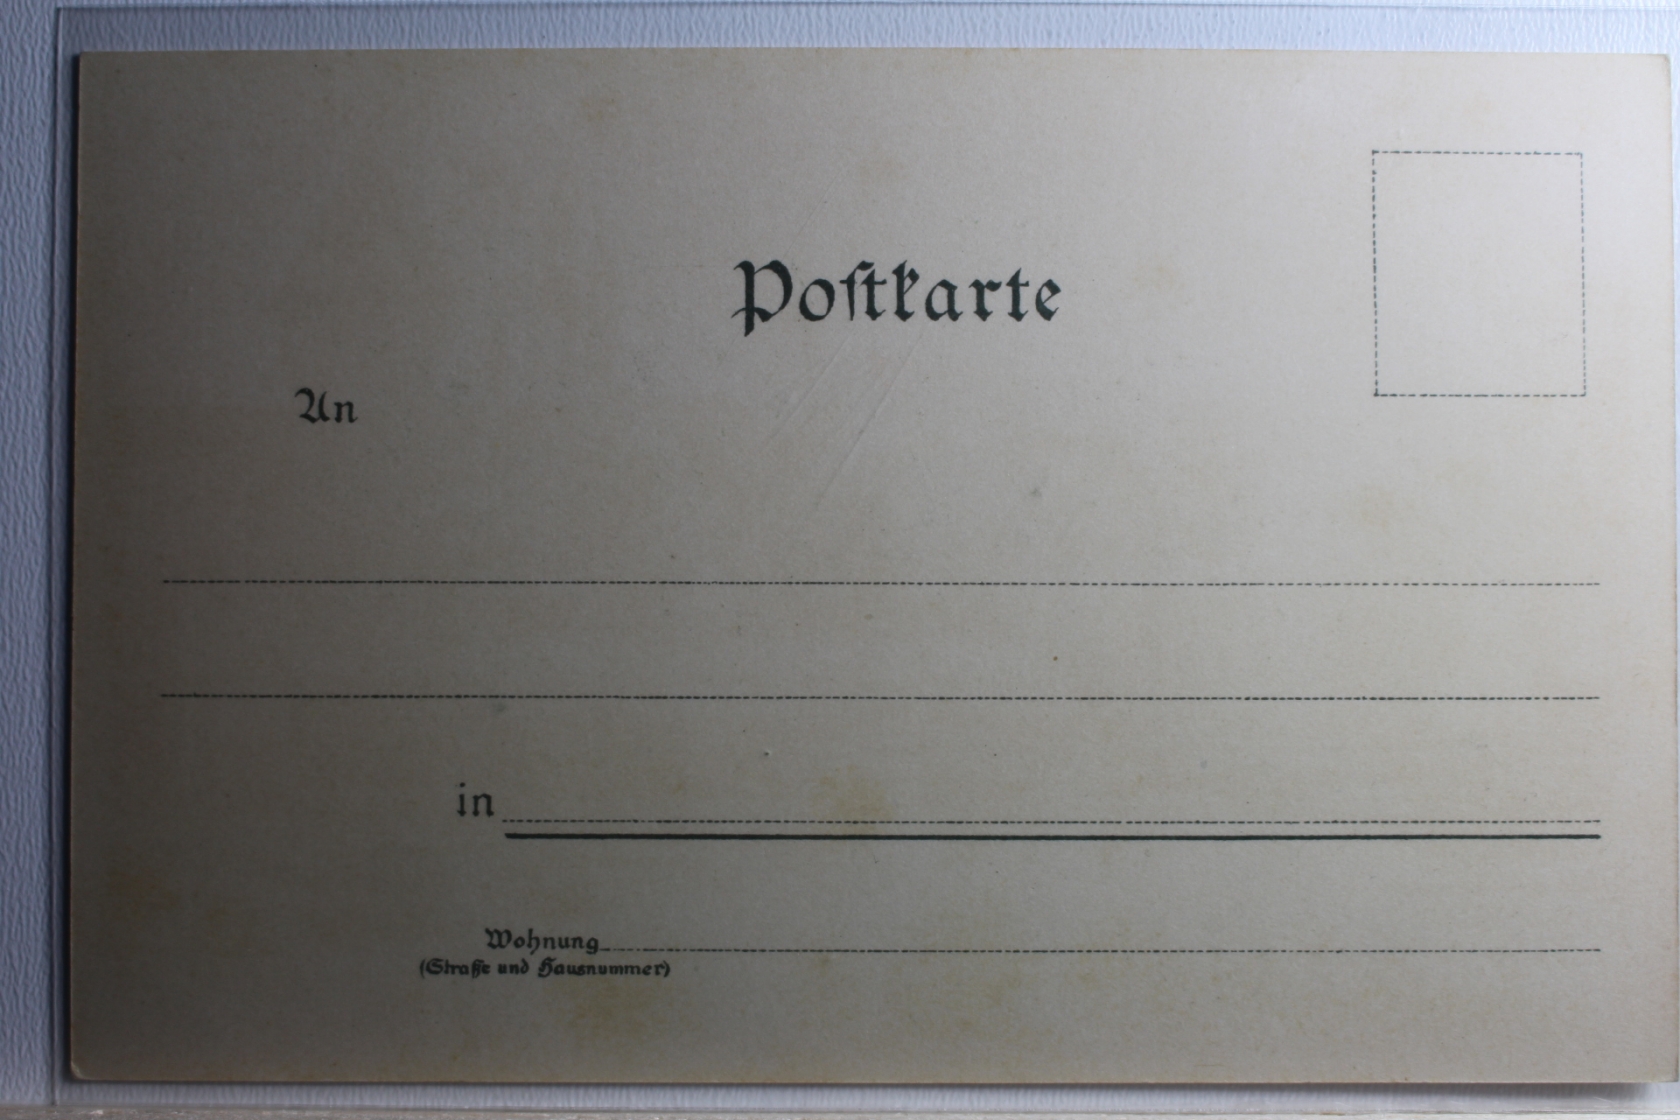 Poſtkarte
An
in
Wohnung
(Straße und Hausnummer)